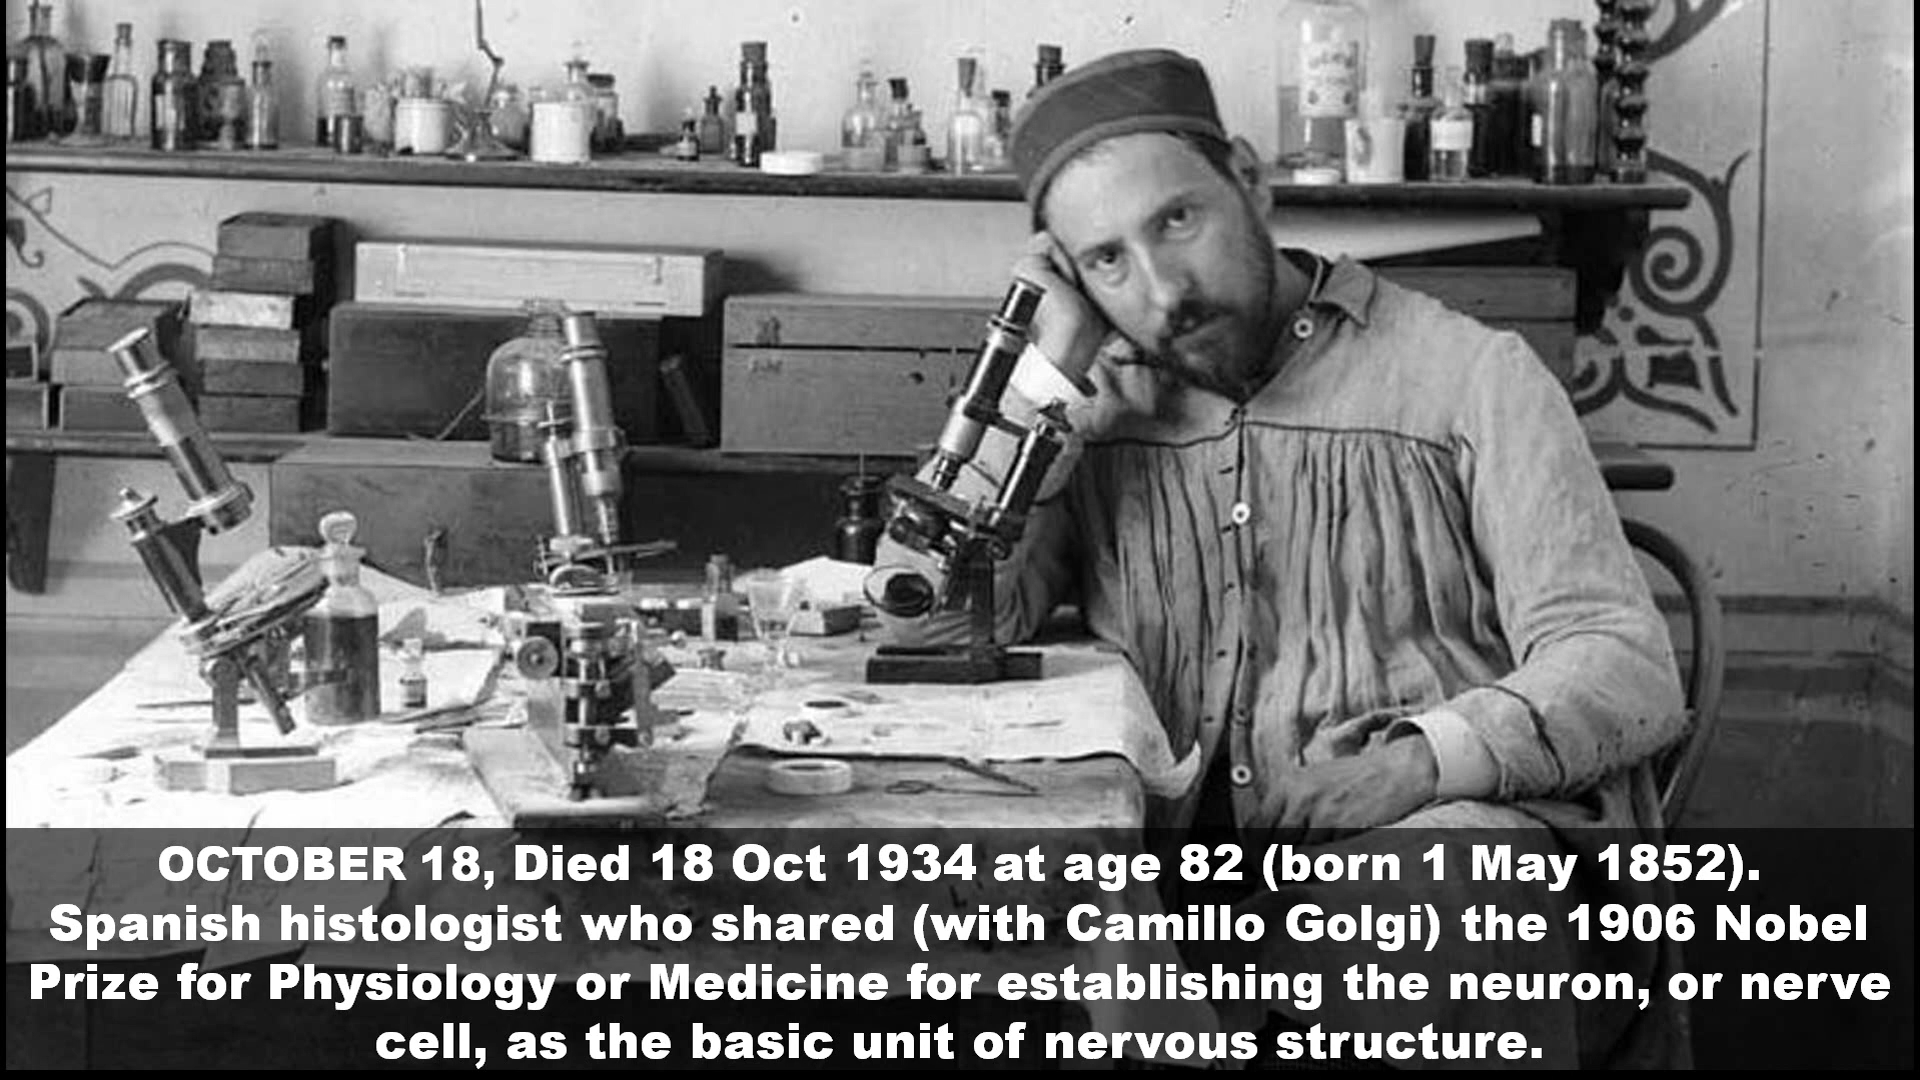 OCTOBER 18, Died 18 Oct 1934 at age 82 (born 1 May 1852).
Spanish histologist who shared (with Camillo Golgi) the 1906 Nobel
Prize for Physiology or Medicine for establishing the neuron, or nerve
cell, as the basic unit of nervous structure.